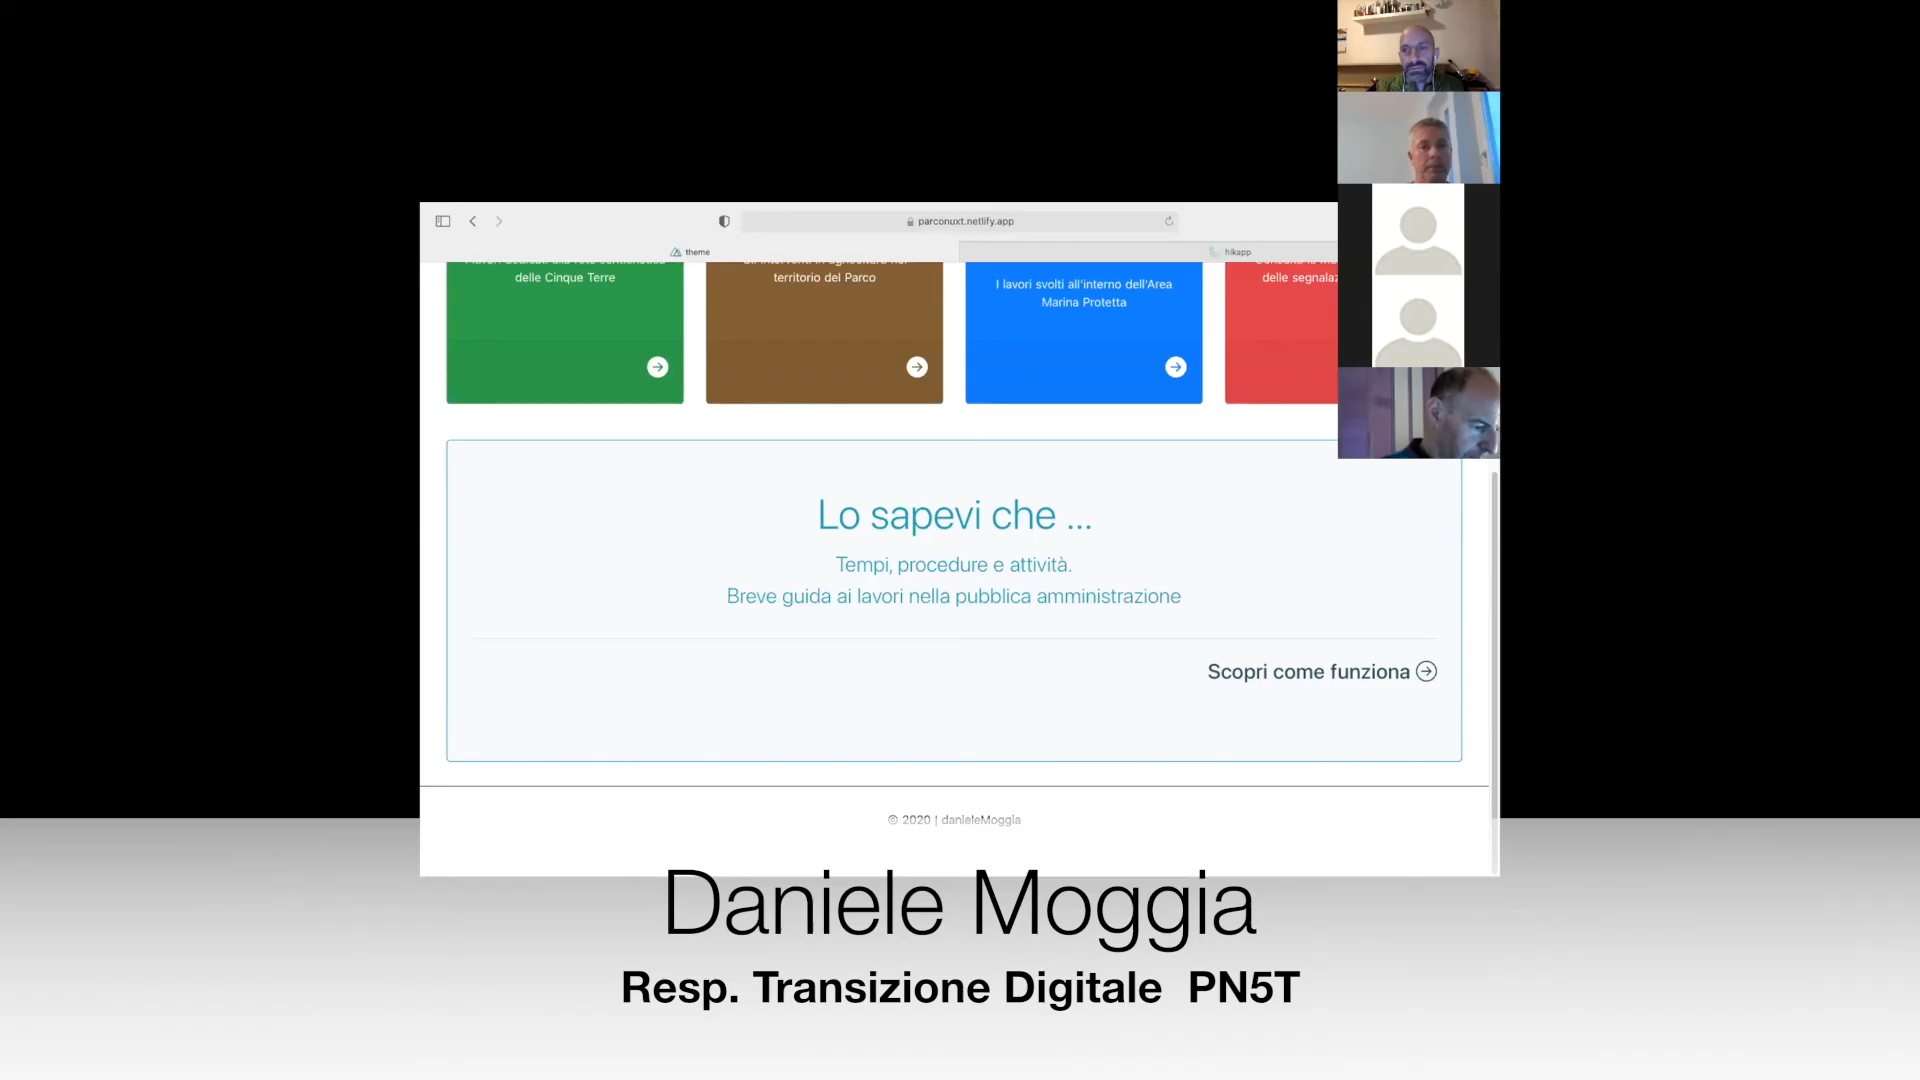 parconuxt.netlify.app
theme
hikapp
delle Cinque Terre
territorio del Parco
I lavori svolti all'interno dell'Area
Marina Protetta
Consulta la
delle
Lo sapevi che ...
Tempi, procedure e attività.
Breve guida ai lavori nella pubblica amministrazione
Scopri come funziona
© 2020 | danieleMoggia
Daniele Moggia
Resp. Transizione Digitale PN5T